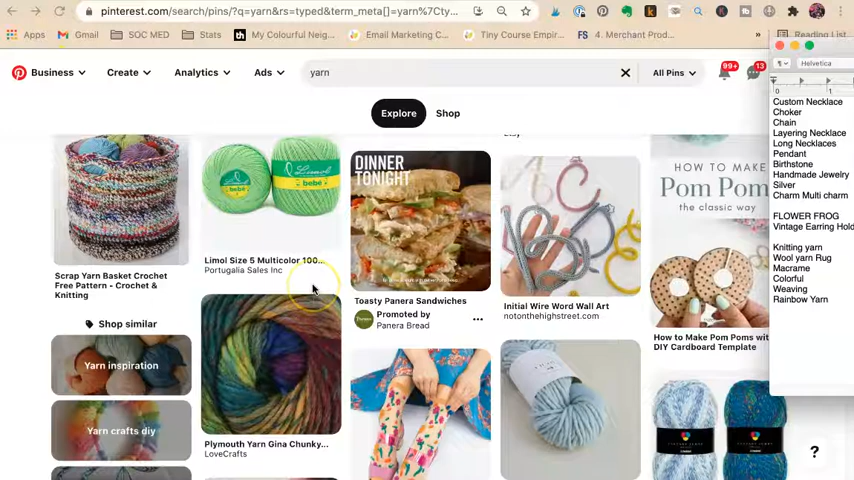 pinterest.com/search/pins/?q=yarn&rs=typed&term_meta[]=yarn%7Cty...
Apps
Gmail
SOC MED
Stats
My Colourful Nei...
Email Marketing C...
Tiny Course Empir...
4. Merchant Prod...
»
Reading List
Business
Create
Analytics
Ads
yarn
All Pins
99+
13
Helvetica
0
1
Explore
Shop
Custom Necklace
Choker
Chain
Layering Necklace
Long Necklaces
Pendant
Birthstone
Handmade Jewelry
Silver
Charm Multi charm
FLOWER FROG
Vintage Earring Hold
Knitting yarn
Wool yarn Rug
Macrame
Colorful
Weaving
Rainbow Yarn
Scrap Yarn Basket Crochet
Free Pattern - Crochet &
Knitting
Shop similar
Yarn inspiration
Yarn crafts diy
Limol
bebé
Limol Size 5 Multicolor 100...
Portugalia Sales Inc
Plymouth Yarn Gina Chunky...
LoveCrafts
DINNER
TONIGHT
Toasty Panera Sandwiches
Promoted by
Panera Bread
Initial Wire Word Wall Art
notonthehighstreet.com
HOW TO MAKE
Pom Poms
the classic way
How to Make Pom Poms with
DIY Cardboard Template
?